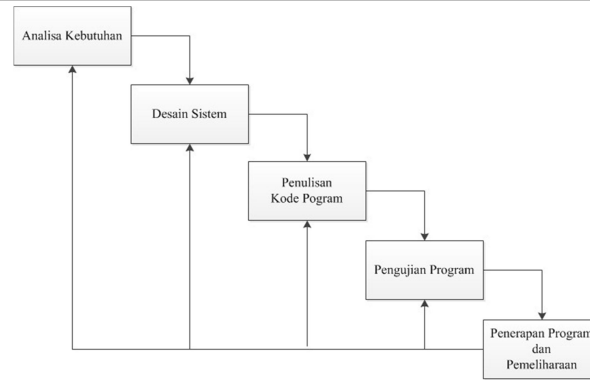 Analisa Kebutuhan
Desain Sistem
Penulisan
Kode Pogram
Pengujian Program
Penerapan Program
dan
Pemeliharaan